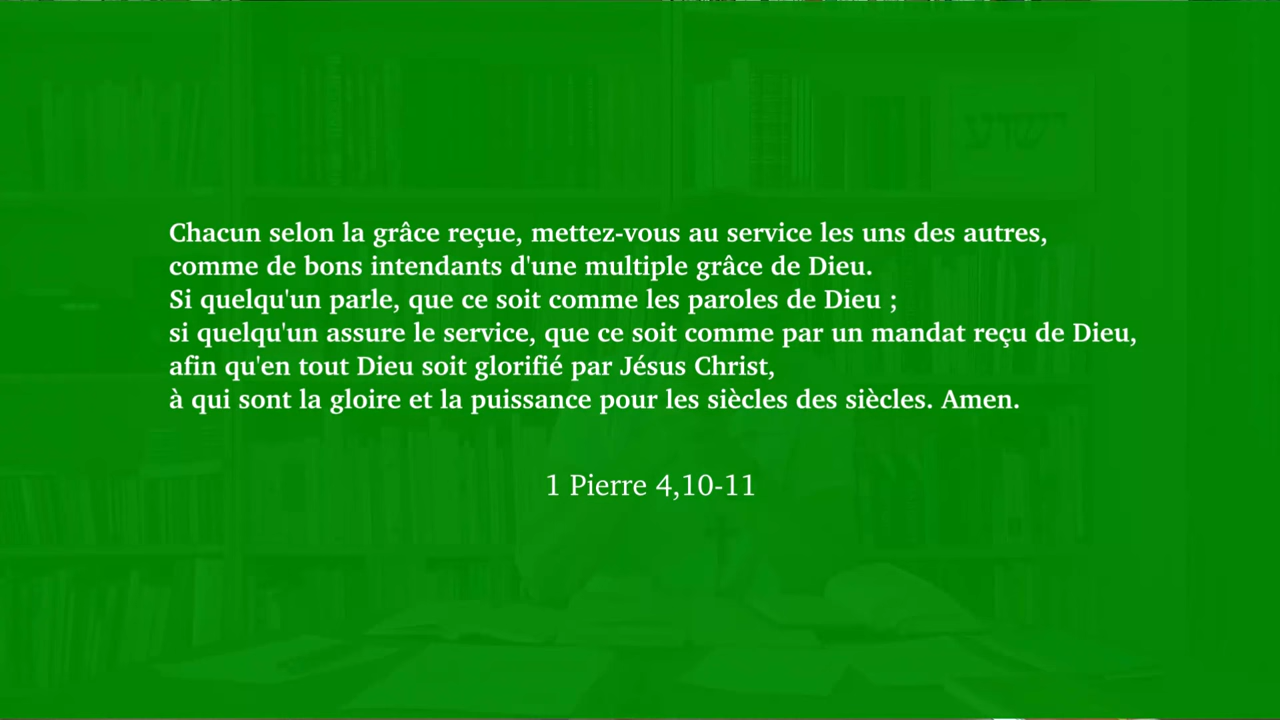 ישוע
Chacun selon la grâce reçue, mettez-vous au service les uns des autres,
comme de bons intendants d'une multiple grâce de Dieu.
Si quelqu'un parle, que ce soit comme les paroles de Dieu ;
si quelqu'un assure le service, que ce soit comme par un mandat reçu de Dieu,
afin qu'en tout Dieu soit glorifié par Jésus Christ,
à qui sont la gloire et la puissance pour les siècles des siècles. Amen.
1 Pierre 4,10-11